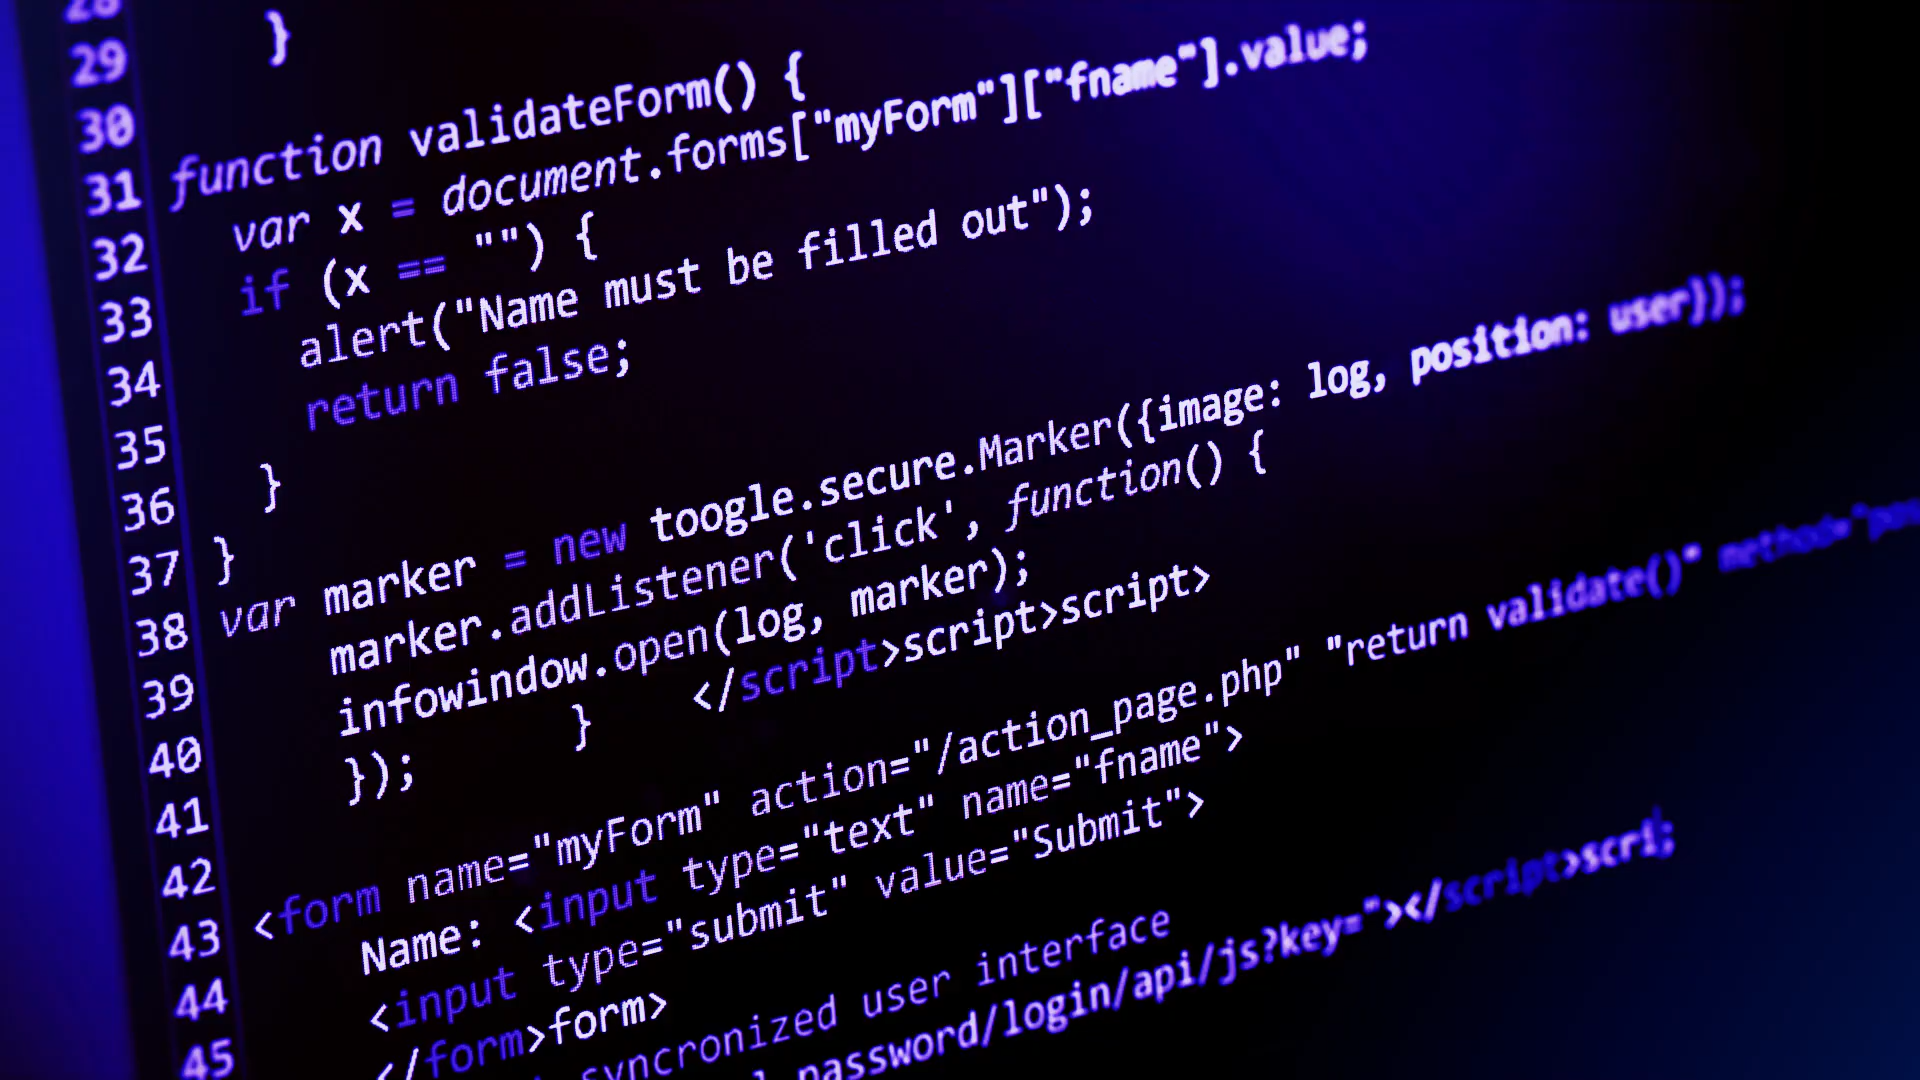 28
29 }
30
31 function validateForm() {
32 var x = document.forms["myForm"]["fname"].value;
33 if (x == "") {
34 alert("Name must be filled out");
35 return false;
36 }
37 }
38 var marker = new toogle.secure.Marker({image: log, position: user});
39 marker.addListener('click', function() {
40 infowindow.open(log, marker);
41 }); } </script>script>script>
42
43 <form name="myForm" action="/action_page.php" "return validate()" method="
44 Name: <input type="text" name="fname">
45 <input type="submit" value="Submit">
</form>form>
syncronized user interface
password/login/api/js?key="></script>scri;